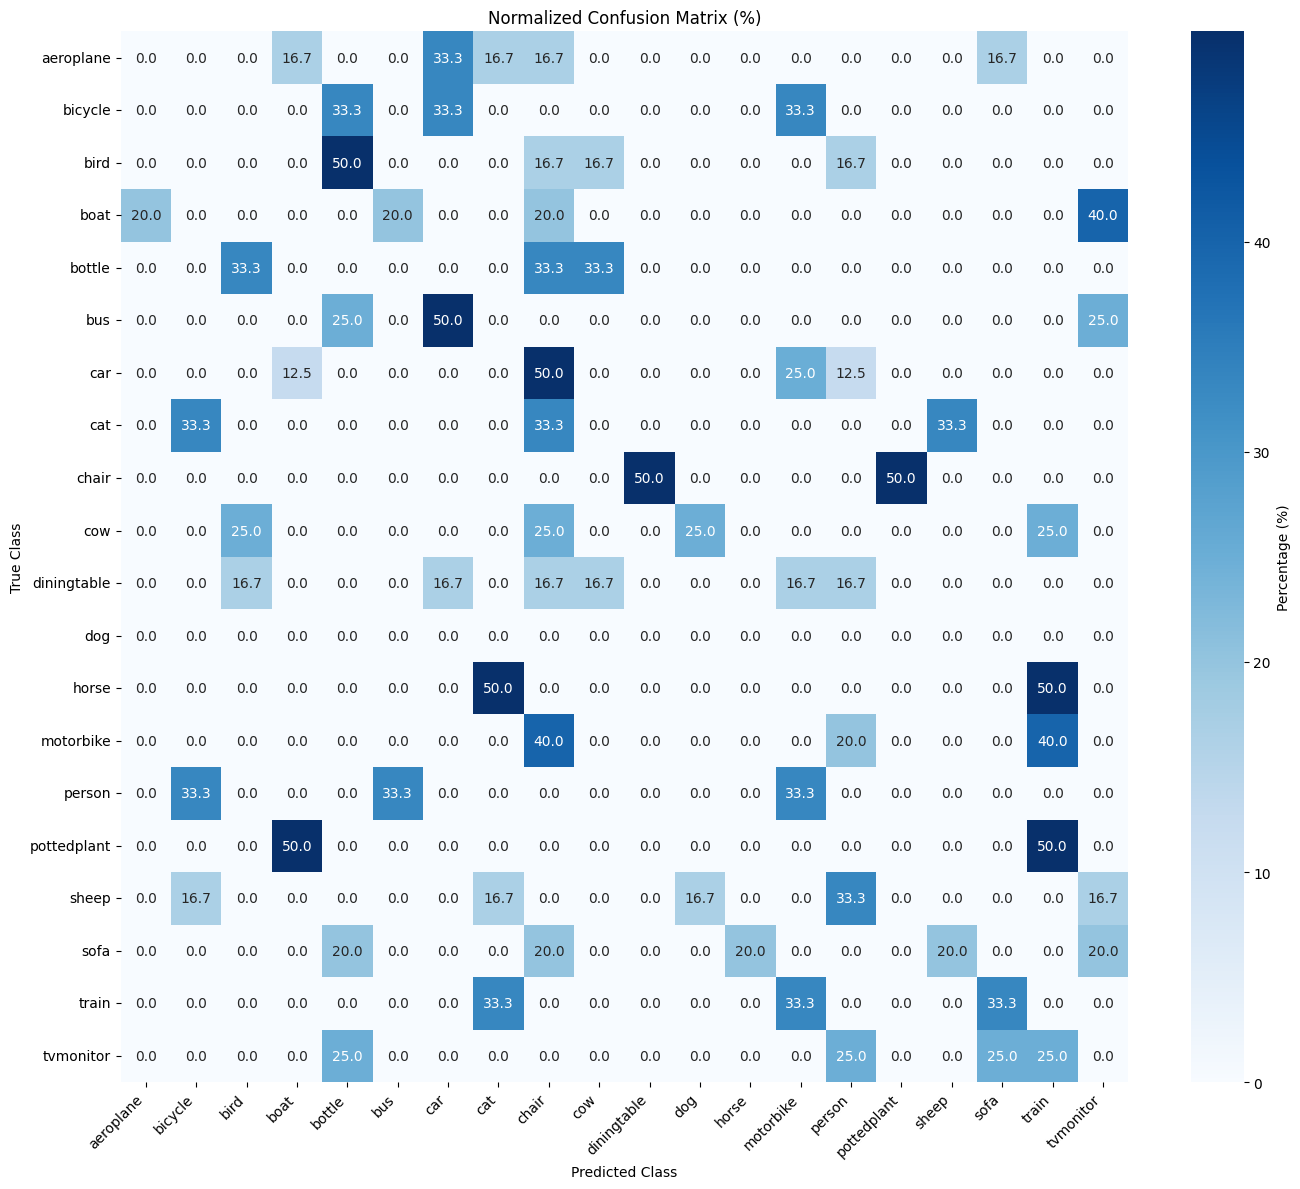 Normalized Confusion Matrix (%)
aeroplane 0.0 0.0 0.0 16.7 0.0 0.0 33.3 16.7 16.7 0.0 0.0 0.0 0.0 0.0 0.0 0.0 0.0 16.7 0.0 0.0
bicycle 0.0 0.0 0.0 0.0 33.3 0.0 33.3 0.0 0.0 0.0 0.0 0.0 0.0 33.3 0.0 0.0 0.0 0.0 0.0 0.0
bird 0.0 0.0 0.0 0.0 50.0 0.0 0.0 0.0 16.7 16.7 0.0 0.0 0.0 0.0 16.7 0.0 0.0 0.0 0.0 0.0
boat 20.0 0.0 0.0 0.0 0.0 20.0 0.0 0.0 20.0 0.0 0.0 0.0 0.0 0.0 0.0 0.0 0.0 0.0 0.0 40.0
bottle 0.0 0.0 33.3 0.0 0.0 0.0 0.0 0.0 33.3 33.3 0.0 0.0 0.0 0.0 0.0 0.0 0.0 0.0 0.0 0.0
bus 0.0 0.0 0.0 0.0 25.0 0.0 50.0 0.0 0.0 0.0 0.0 0.0 0.0 0.0 0.0 0.0 0.0 0.0 0.0 25.0
car 0.0 0.0 0.0 12.5 0.0 0.0 0.0 0.0 50.0 0.0 0.0 0.0 0.0 25.0 12.5 0.0 0.0 0.0 0.0 0.0
cat 0.0 33.3 0.0 0.0 0.0 0.0 0.0 0.0 33.3 0.0 0.0 0.0 0.0 0.0 0.0 0.0 33.3 0.0 0.0 0.0
chair 0.0 0.0 0.0 0.0 0.0 0.0 0.0 0.0 0.0 0.0 50.0 0.0 0.0 0.0 0.0 50.0 0.0 0.0 0.0 0.0
cow 0.0 0.0 25.0 0.0 0.0 0.0 0.0 0.0 25.0 0.0 0.0 25.0 0.0 0.0 0.0 0.0 0.0 0.0 25.0 0.0
diningtable 0.0 0.0 16.7 0.0 0.0 0.0 16.7 0.0 16.7 16.7 0.0 0.0 0.0 16.7 16.7 0.0 0.0 0.0 0.0 0.0
dog 0.0 0.0 0.0 0.0 0.0 0.0 0.0 0.0 0.0 0.0 0.0 0.0 0.0 0.0 0.0 0.0 0.0 0.0 0.0 0.0
horse 0.0 0.0 0.0 0.0 0.0 0.0 0.0 50.0 0.0 0.0 0.0 0.0 0.0 0.0 0.0 0.0 0.0 0.0 50.0 0.0
motorbike 0.0 0.0 0.0 0.0 0.0 0.0 0.0 0.0 40.0 0.0 0.0 0.0 0.0 0.0 20.0 0.0 0.0 0.0 40.0 0.0
person 0.0 33.3 0.0 0.0 0.0 33.3 0.0 0.0 0.0 0.0 0.0 0.0 0.0 33.3 0.0 0.0 0.0 0.0 0.0 0.0
pottedplant 0.0 0.0 0.0 50.0 0.0 0.0 0.0 0.0 0.0 0.0 0.0 0.0 0.0 0.0 0.0 0.0 0.0 0.0 50.0 0.0
sheep 0.0 16.7 0.0 0.0 0.0 0.0 0.0 16.7 0.0 0.0 0.0 16.7 0.0 0.0 33.3 0.0 0.0 0.0 0.0 16.7
sofa 0.0 0.0 0.0 0.0 20.0 0.0 0.0 0.0 20.0 0.0 0.0 0.0 20.0 0.0 0.0 0.0 20.0 0.0 0.0 20.0
train 0.0 0.0 0.0 0.0 0.0 0.0 0.0 33.3 0.0 0.0 0.0 0.0 0.0 33.3 0.0 0.0 0.0 33.3 0.0 0.0
tvmonitor 0.0 0.0 0.0 0.0 25.0 0.0 0.0 0.0 0.0 0.0 0.0 0.0 0.0 0.0 25.0 0.0 0.0 25.0 25.0 0.0
True Class
aeroplane bicycle bird boat bottle bus car cat chair cow diningtable dog horse motorbike person pottedplant sheep sofa train tvmonitor
Predicted Class
40
30
20
10
0
Percentage (%)